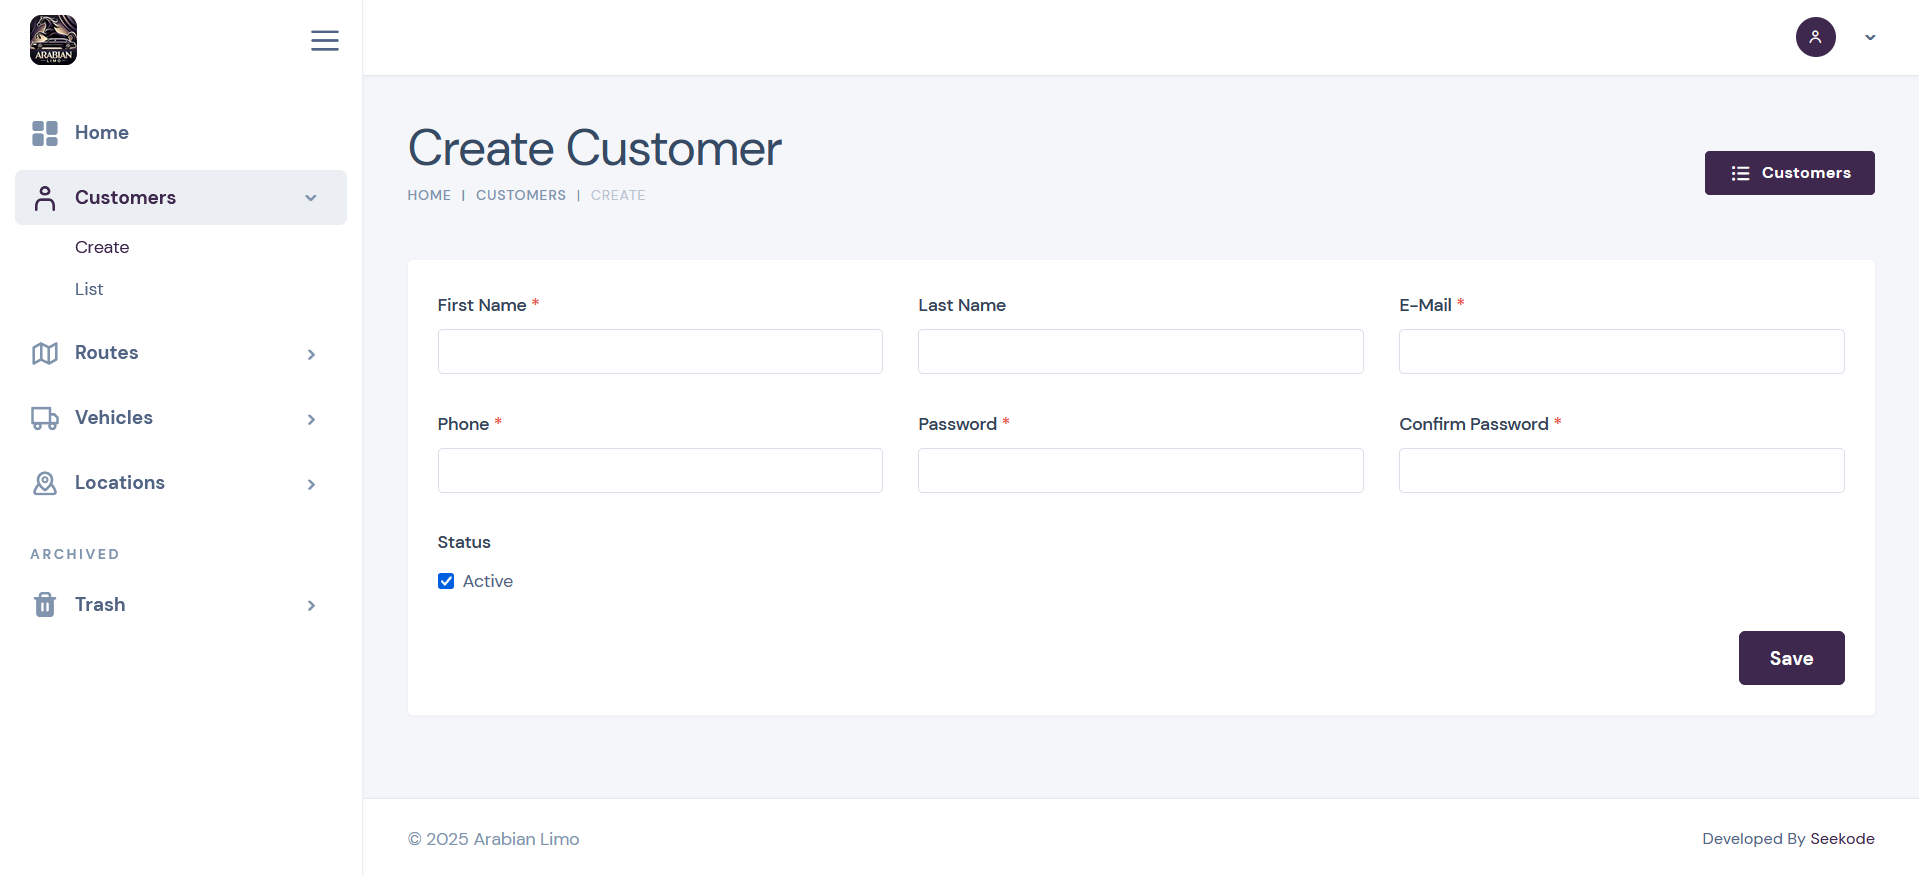 ARABIAN
LIMO
Home
Customers
Create
List
Routes
Vehicles
Locations
ARCHIVED
Trash
Create Customer
HOME | CUSTOMERS | CREATE
Customers
First Name *
Last Name
E-Mail *
Phone *
Password *
Confirm Password *
Status
Active
Save
© 2025 Arabian Limo
Developed By Seekode